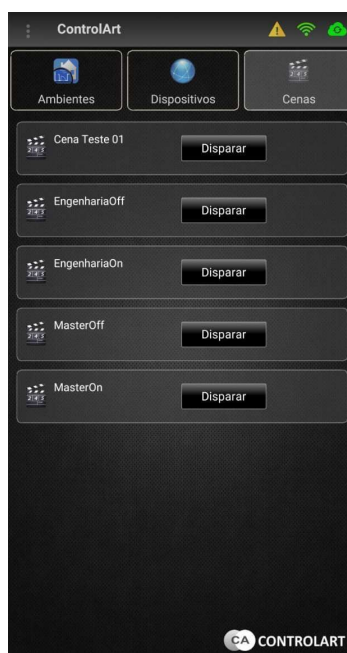 ControlArt
Ambientes
Dispositivos
Cenas
Cena Teste 01
Disparar
EngenhariaOff
Disparar
EngenhariaOn
Disparar
MasterOff
Disparar
MasterOn
Disparar
CA CONTROLART